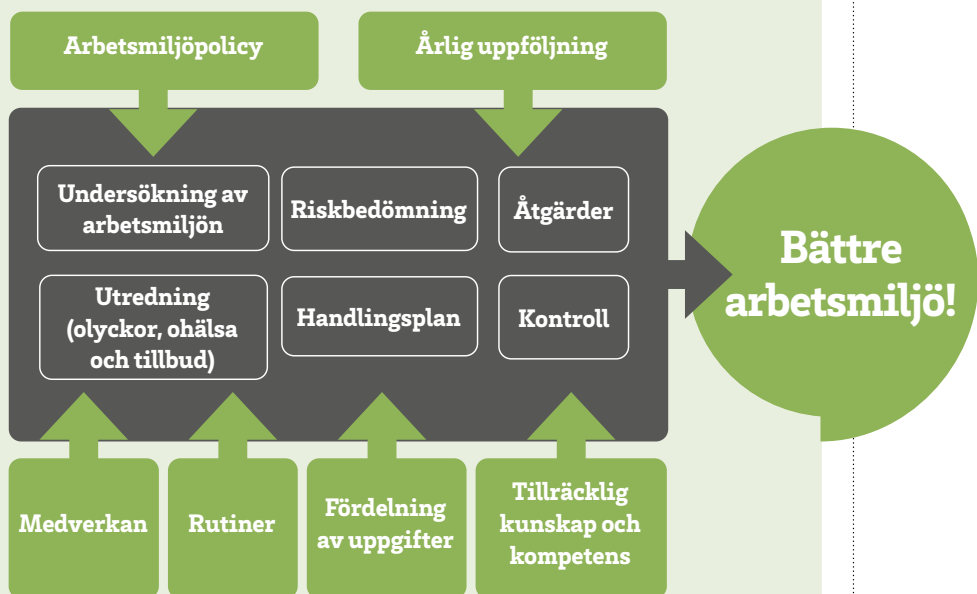 Arbetsmiljöpolicy
Årlig uppföljning
Undersökning av
arbetsmiljön
Riskbedömning
Åtgärder
Utredning
(olyckor, ohälsa
och tillbud)
Handlingsplan
Kontroll
Bättre
arbetsmiljö!
Medverkan
Rutiner
Fördelning
av uppgifter
Tillräcklig
kunskap och
kompetens